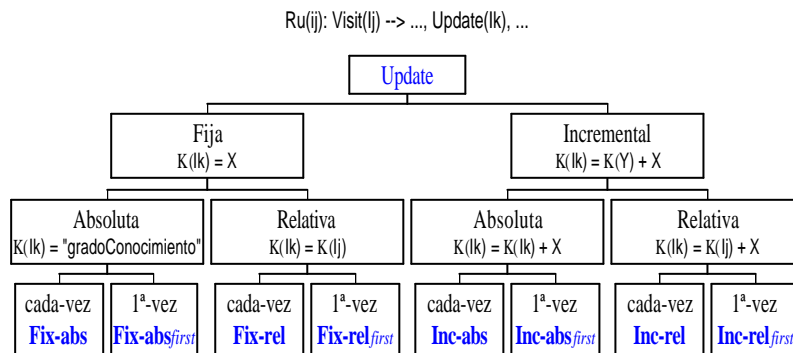 Ru(ij): Visit(Ij) --> ..., Update(Ik), ...
Update
Fija
K(Ik) = X
Incremental
K(Ik) = K(Y) + X
Absoluta
K(Ik) = "gradoConocimiento"
Relativa
K(Ik) = K(Ij)
Absoluta
K(Ik) = K(Ik) + X
Relativa
K(Ik) = K(Ij) + X
cada-vez
Fix-abs
1ª-vez
Fix-absfirst
cada-vez
Fix-rel
1ª-vez
Fix-relfirst
cada-vez
Inc-abs
1ª-vez
Inc-absfirst
cada-vez
Inc-rel
1ª-vez
Inc-relfirst